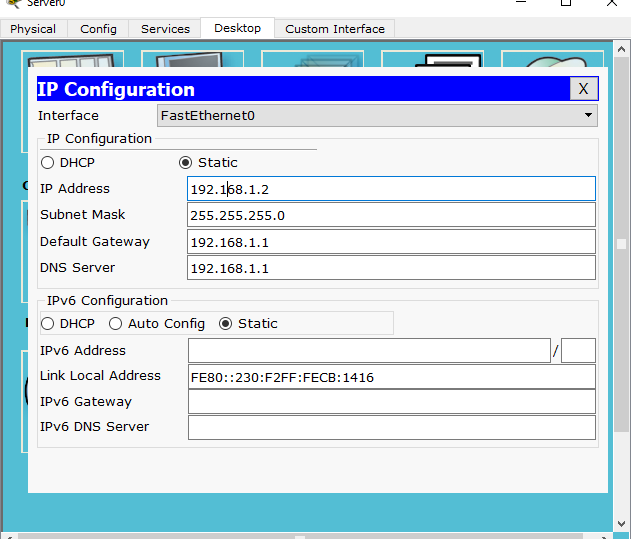 Server0
Physical Config Services Desktop Custom Interface
IP Configuration X
Interface FastEthernet0
IP Configuration
DHCP Static
IP Address 192.168.1.2
Subnet Mask 255.255.255.0
Default Gateway 192.168.1.1
DNS Server 192.168.1.1
IPv6 Configuration
DHCP Auto Config Static
IPv6 Address /
Link Local Address FE80::230:F2FF:FECB:1416
IPv6 Gateway
IPv6 DNS Server